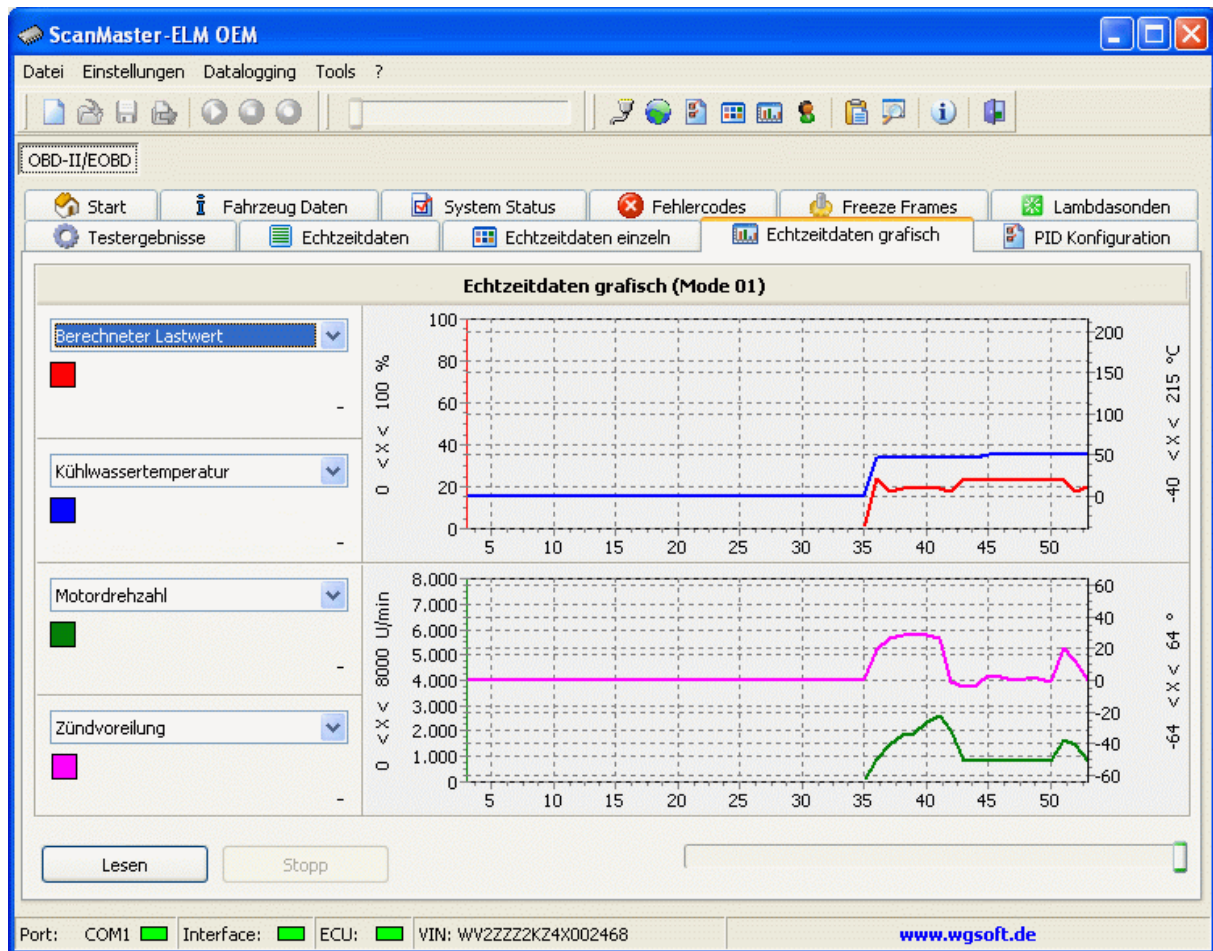 ScanMaster-ELM OEM
Datei Einstellungen Datalogging Tools ?
OBD-II/EOBD
Start Fahrzeug Daten System Status Fehlercodes Freeze Frames Lambdasonden
Testergebnisse Echtzeitdaten Echtzeitdaten einzeln Echtzeitdaten grafisch PID Konfiguration
Echtzeitdaten grafisch (Mode 01)
Berechneter Lastwert
-
Kühlwassertemperatur
-
0 <X< 100 %
100
80
60
40
20
0
5 10 15 20 25 30 35 40 45 50
200
150
100
50
0
-40 <X< 215 °C
Motordrehzahl
-
Zündvoreilung
-
0 <X< 8000 U/min
8.000
7.000
6.000
5.000
4.000
3.000
2.000
1.000
0
5 10 15 20 25 30 35 40 45 50
60
40
20
0
-20
-40
-60
-64 <X< 64 °
Lesen Stopp
Port: COM1 Interface: ECU: VIN: WV2ZZZ2KZ4X002468 www.wgsoft.de